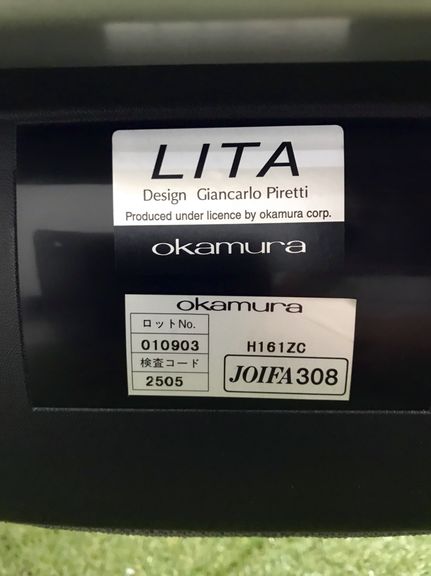 LITA
Design Giancarlo Piretti
Produced under licence by okamura corp.
okamura
okamura
ロットNo.
010903
検査コード
2505
H161ZC
JOIFA308